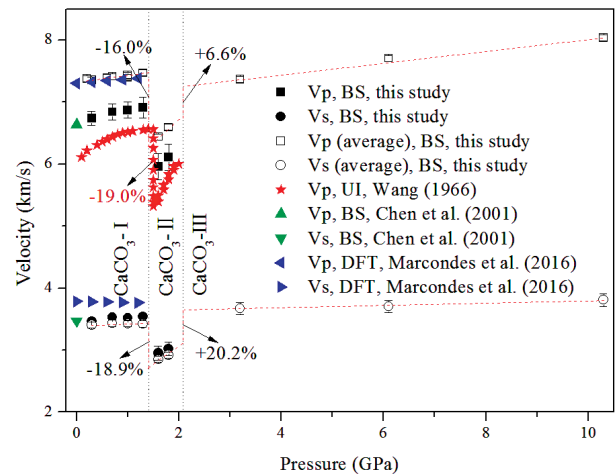 8
6
4
2
Velocity (km/s)
0
2
4
6
8
10
Pressure (GPa)
-16.0%
+6.6%
-19.0%
-18.9%
+20.2%
CaCO3- I
CaCO3-II
CaCO3-III
Vp, BS, this study
Vs, BS, this study
Vp (average), BS, this study
Vs (average), BS, this study
Vp, UI, Wang (1966)
Vp, BS, Chen et al. (2001)
Vs, BS, Chen et al. (2001)
Vp, DFT, Marcondes et al. (2016)
Vs, DFT, Marcondes et al. (2016)